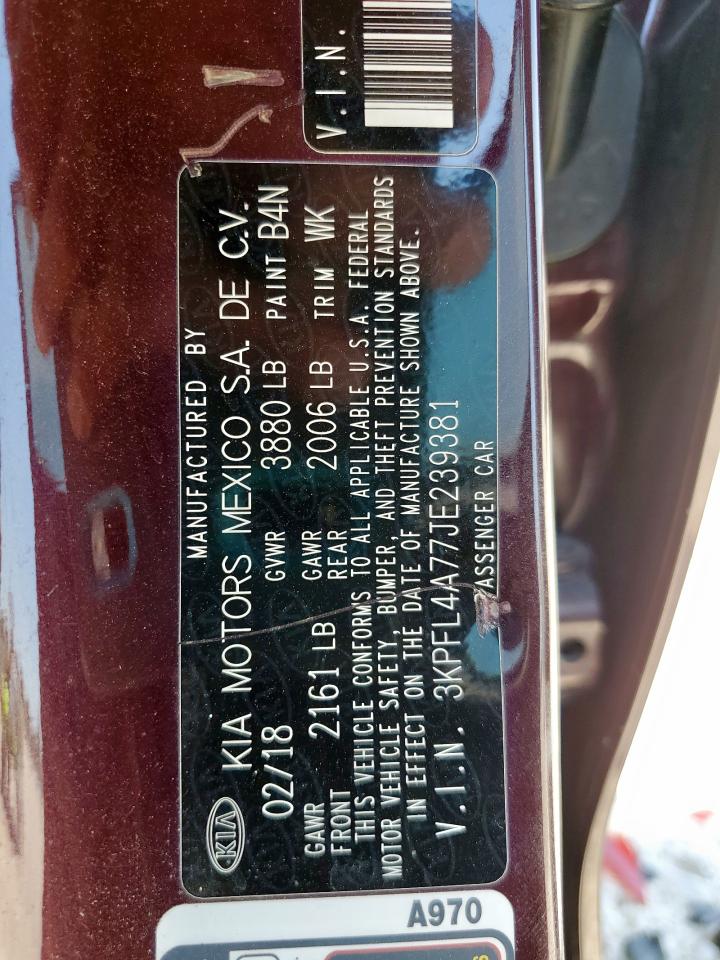 V.I.N.
MANUFACTURED BY
KIA KIA MOTORS MEXICO S.A. DE C.V.
02/18 GVWR 3880 LB PAINT B4N
GAWR FRONT 2161 LB GAWR REAR 2006 LB TRIM WK
THIS VEHICLE CONFORMS TO ALL APPLICABLE U.S.A. FEDERAL
MOTOR VEHICLE SAFETY, BUMPER, AND THEFT PREVENTION STANDARDS
IN EFFECT ON THE DATE OF MANUFACTURE SHOWN ABOVE.
V.I.N. 3KPFL4A77JE239381
PASSENGER CAR
A970